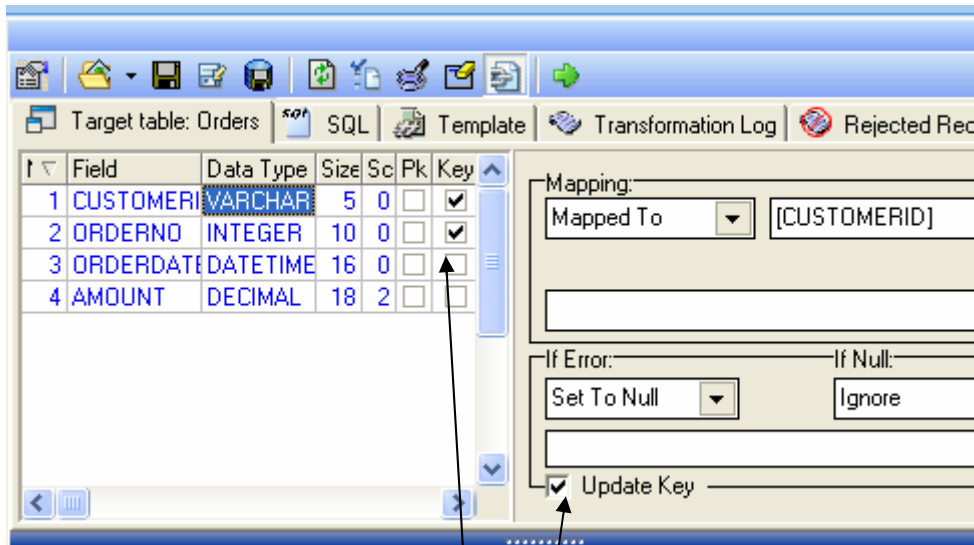 Target table: Orders SQL Template Transformation Log Rejected Rec
Field Data Type Size Sc Pk Key
1 CUSTOMERI VARCHAR 5 0
2 ORDERNO INTEGER 10 0
3 ORDERDATE DATETIME 16 0
4 AMOUNT DECIMAL 18 2
Mapping:
Mapped To [CUSTOMERID]
If Error: If Null:
Set To Null Ignore
Update Key